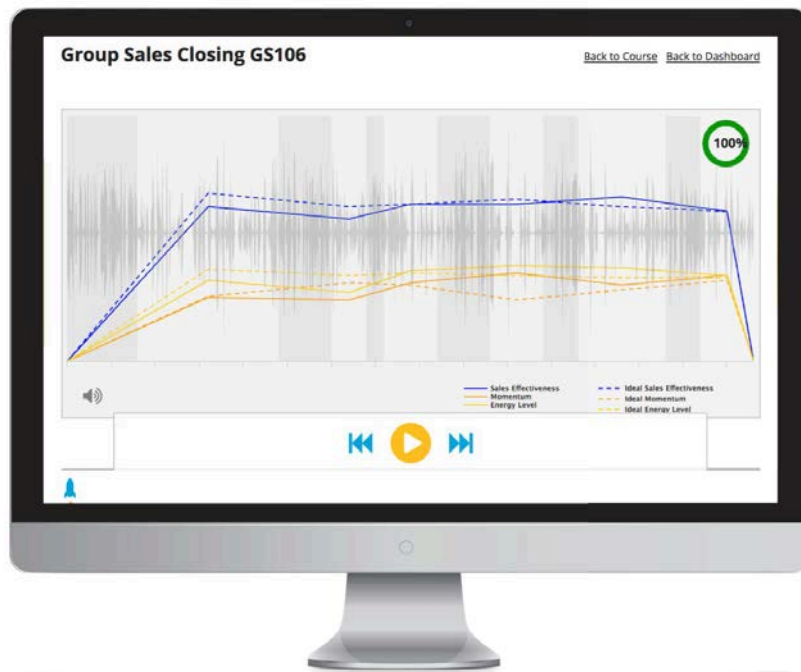 Group Sales Closing GS106
Back to Course Back to Dashboard
100%
Sales Effectiveness
Momentum
Energy Level
Ideal Sales Effectiveness
Ideal Momentum
Ideal Energy Level